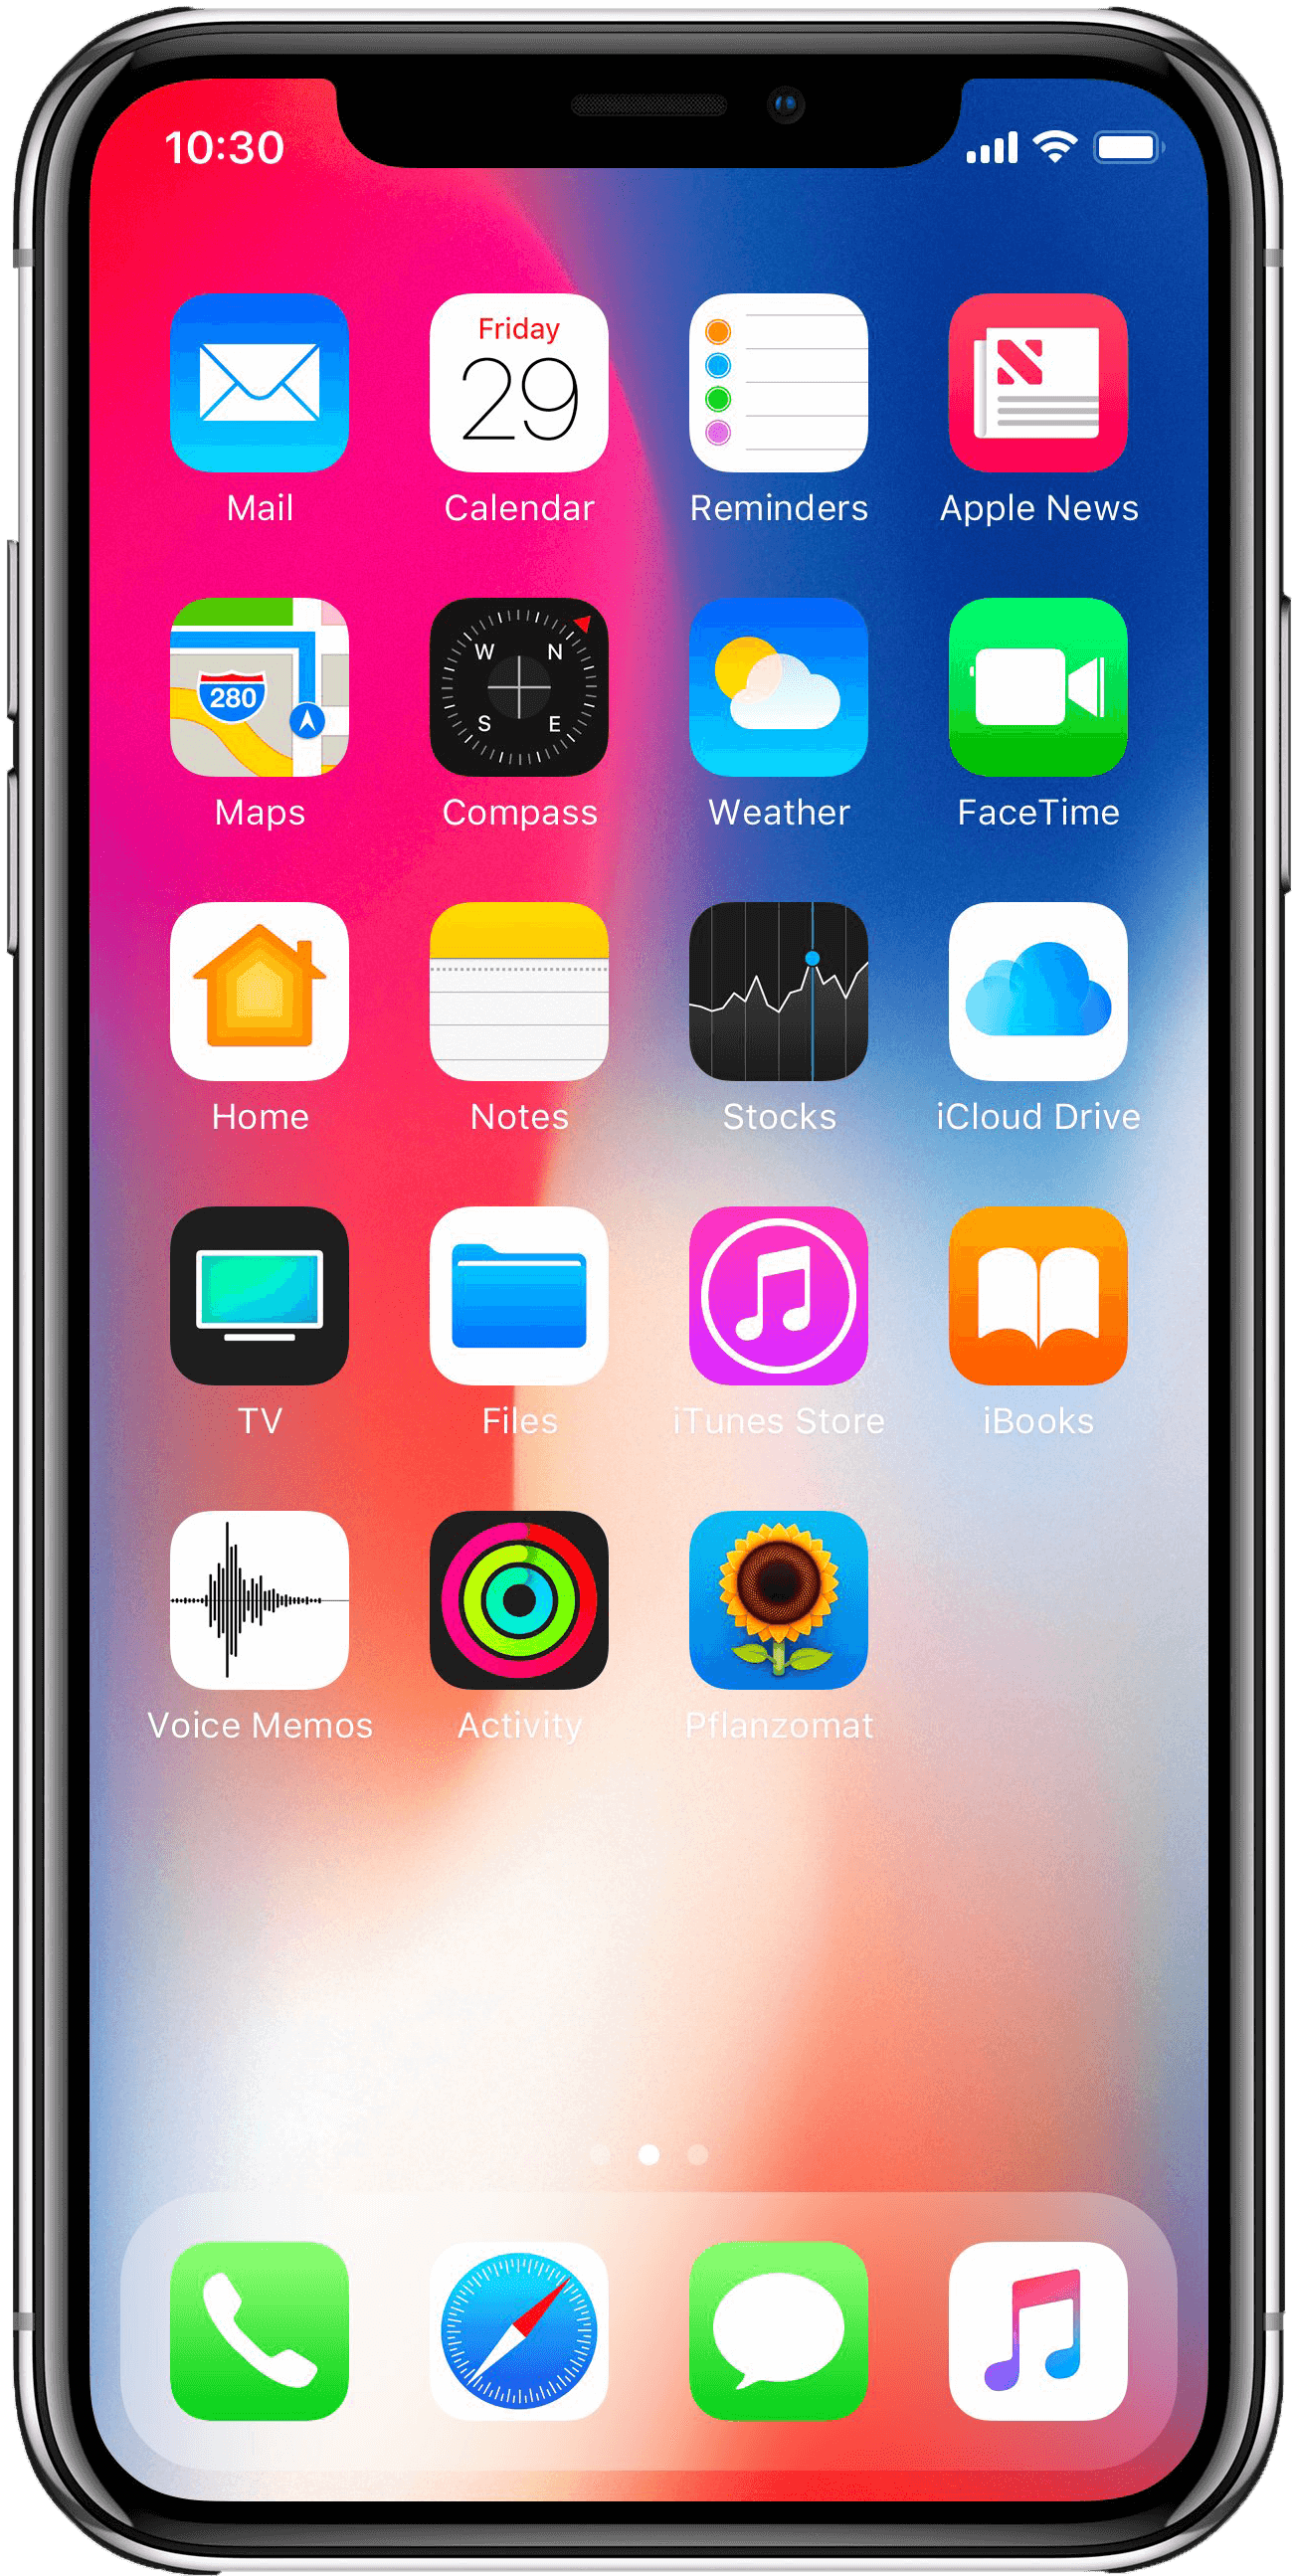 10:30
Friday
29
Mail Calendar Reminders Apple News
280
W N
S E
Maps Compass Weather FaceTime
Home Notes Stocks iCloud Drive
TV Files iTunes Store iBooks
Voice Memos Activity Pflanzomat